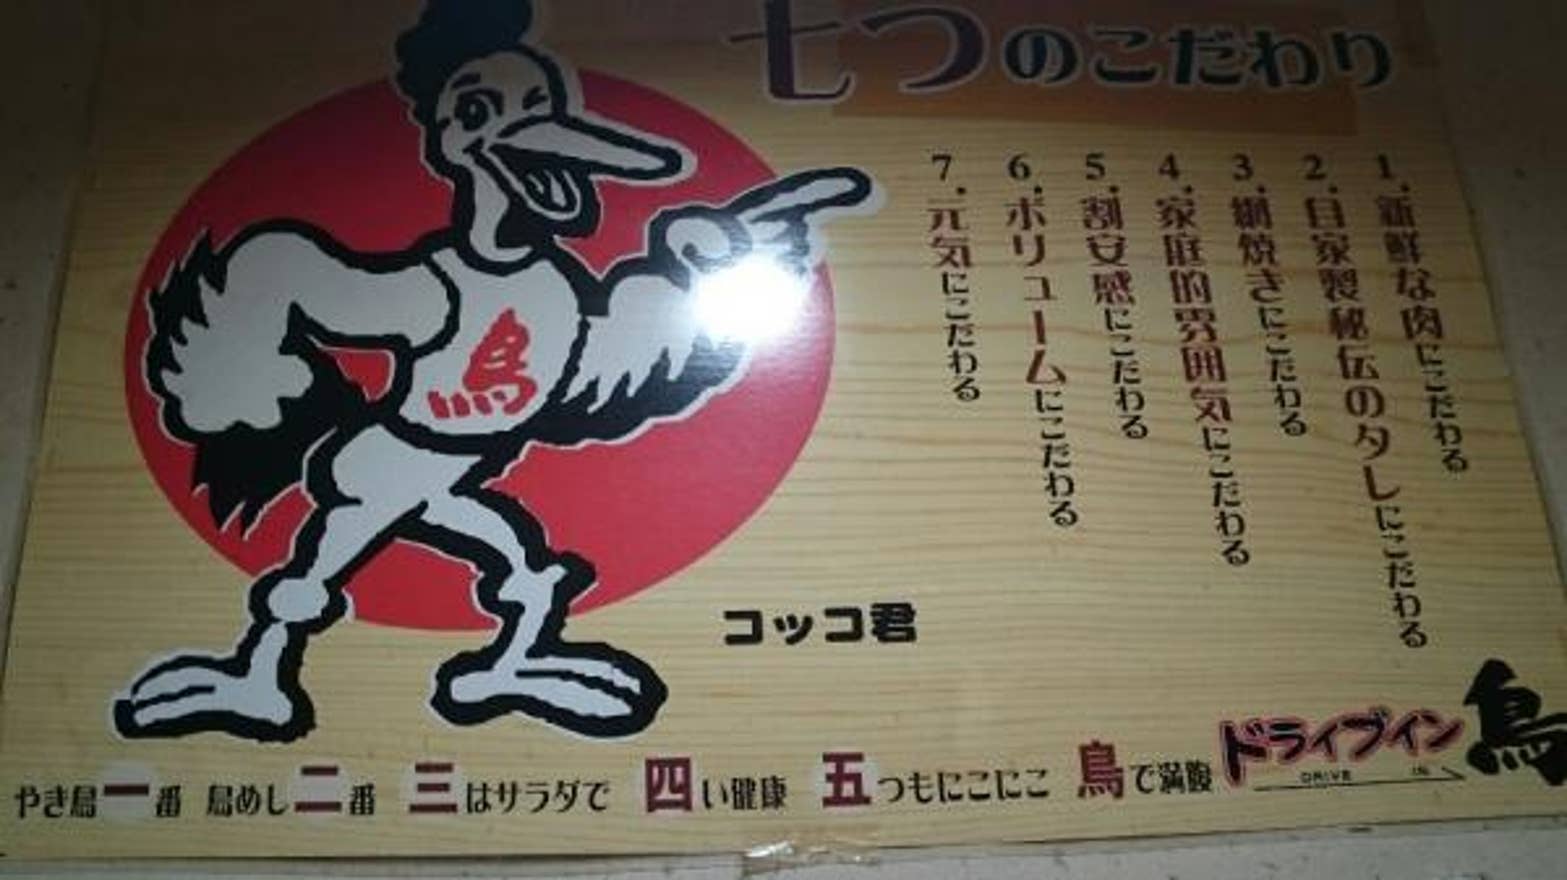 七つのこだわり
1.新鮮な肉にこだわる
2.自家製秘伝のタレにこだわる
3.網焼きにこだわる
4.家庭的雰囲気にこだわる
5.割安感にこだわる
6.ボリュームにこだわる
7.元気にこだわる
鳥
コッコ君
やき鳥一番 鳥めし二番 三はサラダで 四い健康 五つもにこにこ 鳥で満腹
ドライブイン鳥
DRIVE IN